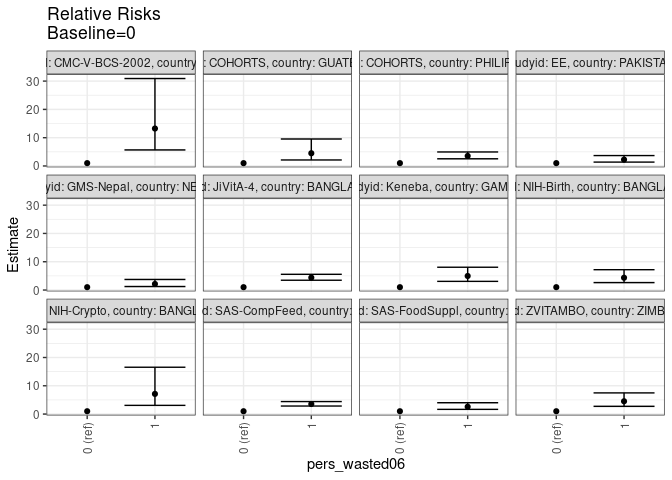 Relative Risks
Baseline=0
: CMC-V-BCS-2002, country
: COHORTS, country: GUAT
: COHORTS, country: PHILIP
udyid: EE, country: PAKISTA
30
20
10
0
yid: GMS-Nepal, country: NE
d: JiVitA-4, country: BANGLA
dyid: Keneba, country: GAM
: NIH-Birth, country: BANGLA
30
20
10
0
NIH-Crypto, country: BANGL
d: SAS-CompFeed, country:
d: SAS-FoodSuppl, country:
: ZVITAMBO, country: ZIMB
30
20
10
0
Estimate
0 (ref)
1
0 (ref)
1
0 (ref)
1
0 (ref)
1
pers_wasted06